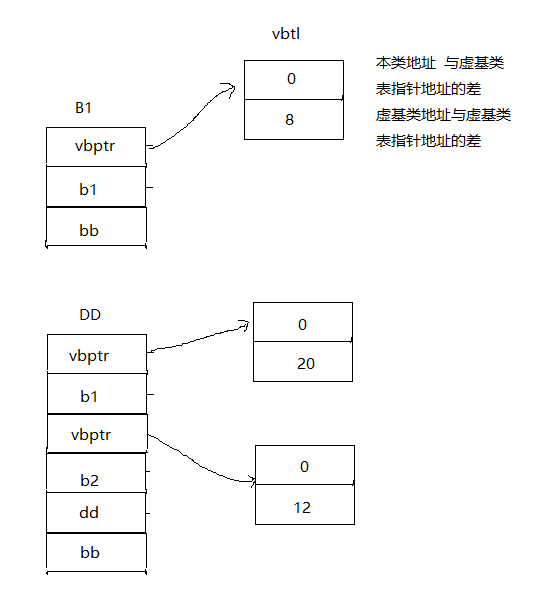 vbtl
本类地址 与虚基类
表指针地址的差
虚基类地址与虚基类
表指针地址的差
0
8
B1
vbptr
b1
bb
DD
vbptr
b1
vbptr
b2
dd
bb
0
20
0
12